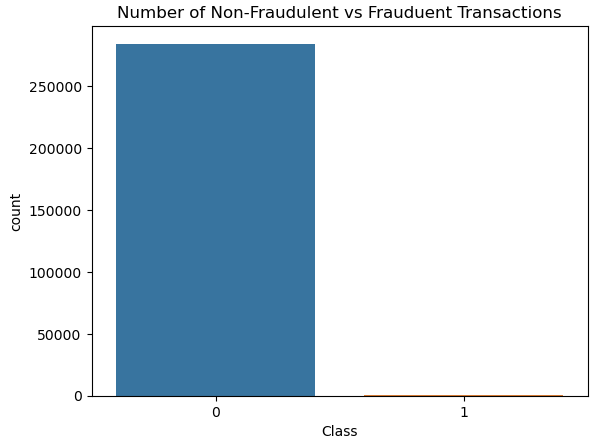 Number of Non-Fraudulent vs Frauduent Transactions
250000
200000
150000
100000
50000
0
count
0 1
Class